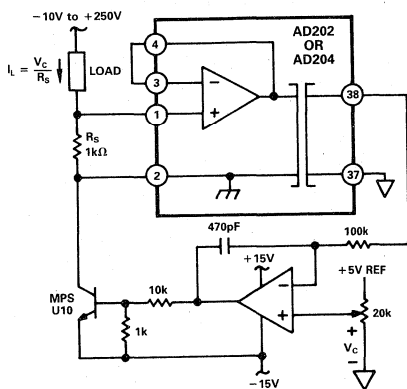 −10V to +250V
AD202
OR
AD204
4
3
1
2
38
37
I_L = V_C / R_S
LOAD
−
+
R_S
1kΩ
470pF
100k
+15V
+5V REF
10k
−
+
20k
MPS
U10
1k
+
V_C
−
−15V